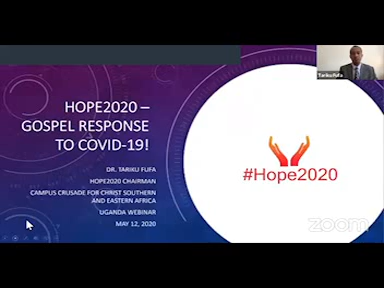 HOPE2020 –
GOSPEL RESPONSE
TO COVID-19!
DR. TARIKU FUFA
HOPE2020 CHAIRMAN
CAMPUS CRUSADE FOR CHRIST SOUTHERN
AND EASTERN AFRICA
UGANDA WEBINAR
MAY 12, 2020
#Hope2020
Tariku Fufa
zoom